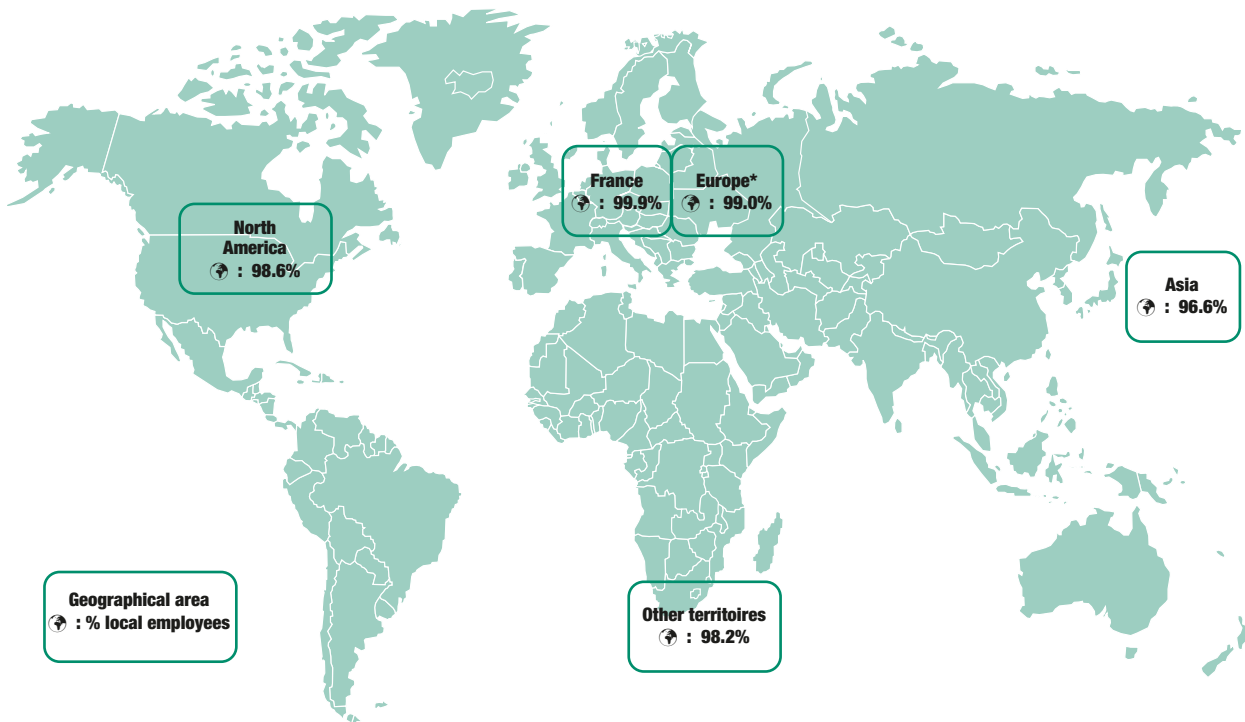 France
: 99.9%
Europe*
: 99.0%
North
America
: 98.6%
Asia
: 96.6%
Geographical area
: % local employees
Other territoires
: 98.2%